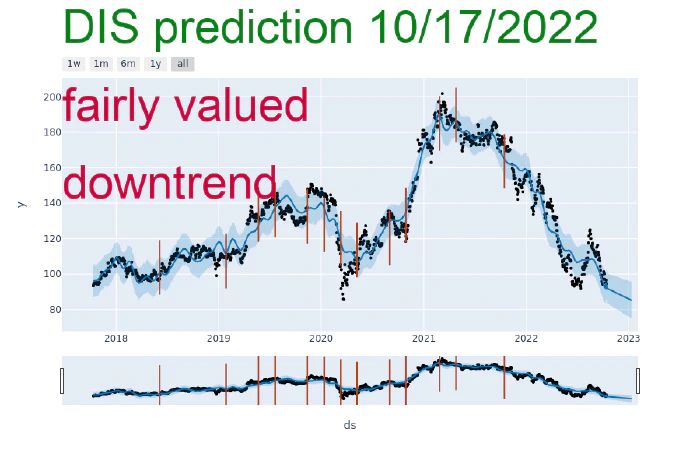 DIS prediction 10/17/2022
1w 1m 6m 1y all
200
fairly valued
180
160
downtrend
140
y
120
100
80
2018 2019 2020 2021 2022 2023
ds